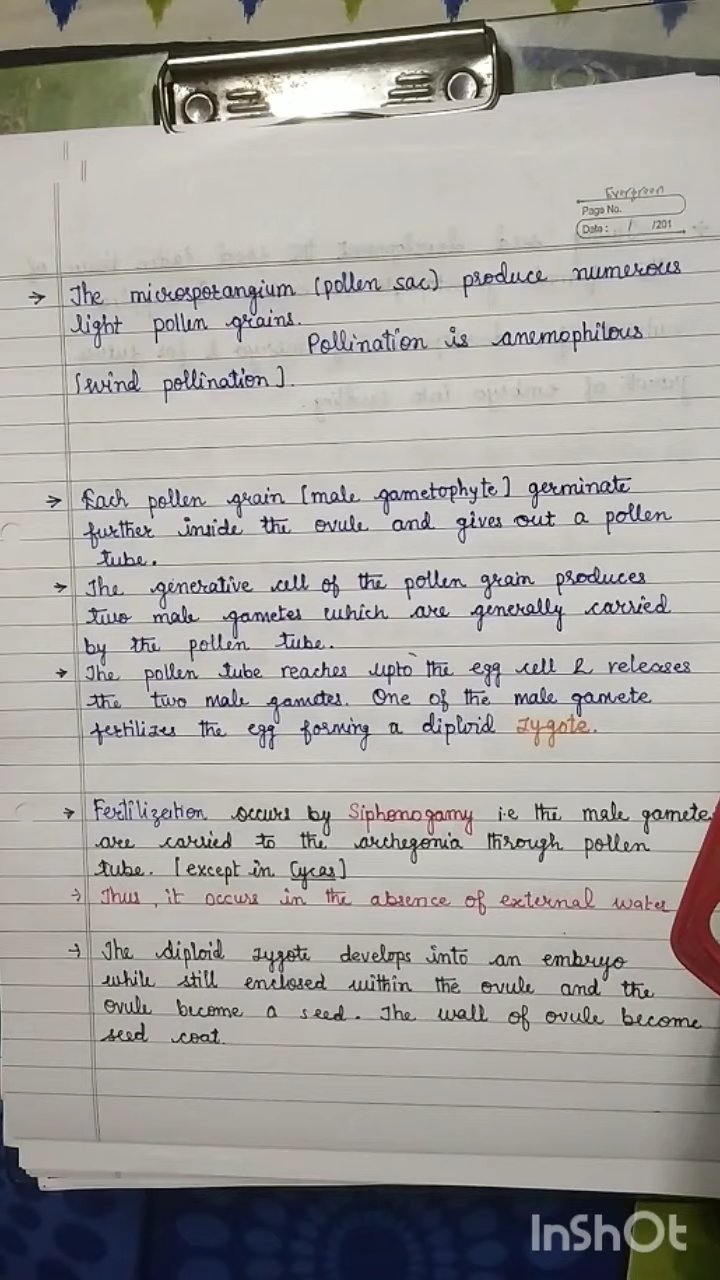 Evergreen
Page No.
Date : / /201
→ The microsporangium (pollen sac) produce numerous
light pollen grains.
Pollination is anemophilous
[wind pollination].
→ Each pollen grain [male gametophyte] germinate
further inside the ovule and gives out a pollen
tube.
→ The generative cell of the pollen grain produces
two male gametes which are generally carried
by the pollen tube.
→ The pollen tube reaches upto the egg cell & releases
the two male gametes. One of the male gamete
fertilizes the egg forming a diploid zygote.
→ Fertilization occurs by Siphonogamy i.e the male gamete
are carried to the archegonia through pollen
tube. [except in Cycas]
→ Thus, it occurs in the absence of external water
→ The diploid zygote develops into an embryo
while still enclosed within the ovule and the
ovule become a seed. The wall of ovule become
seed coat.
InShOt